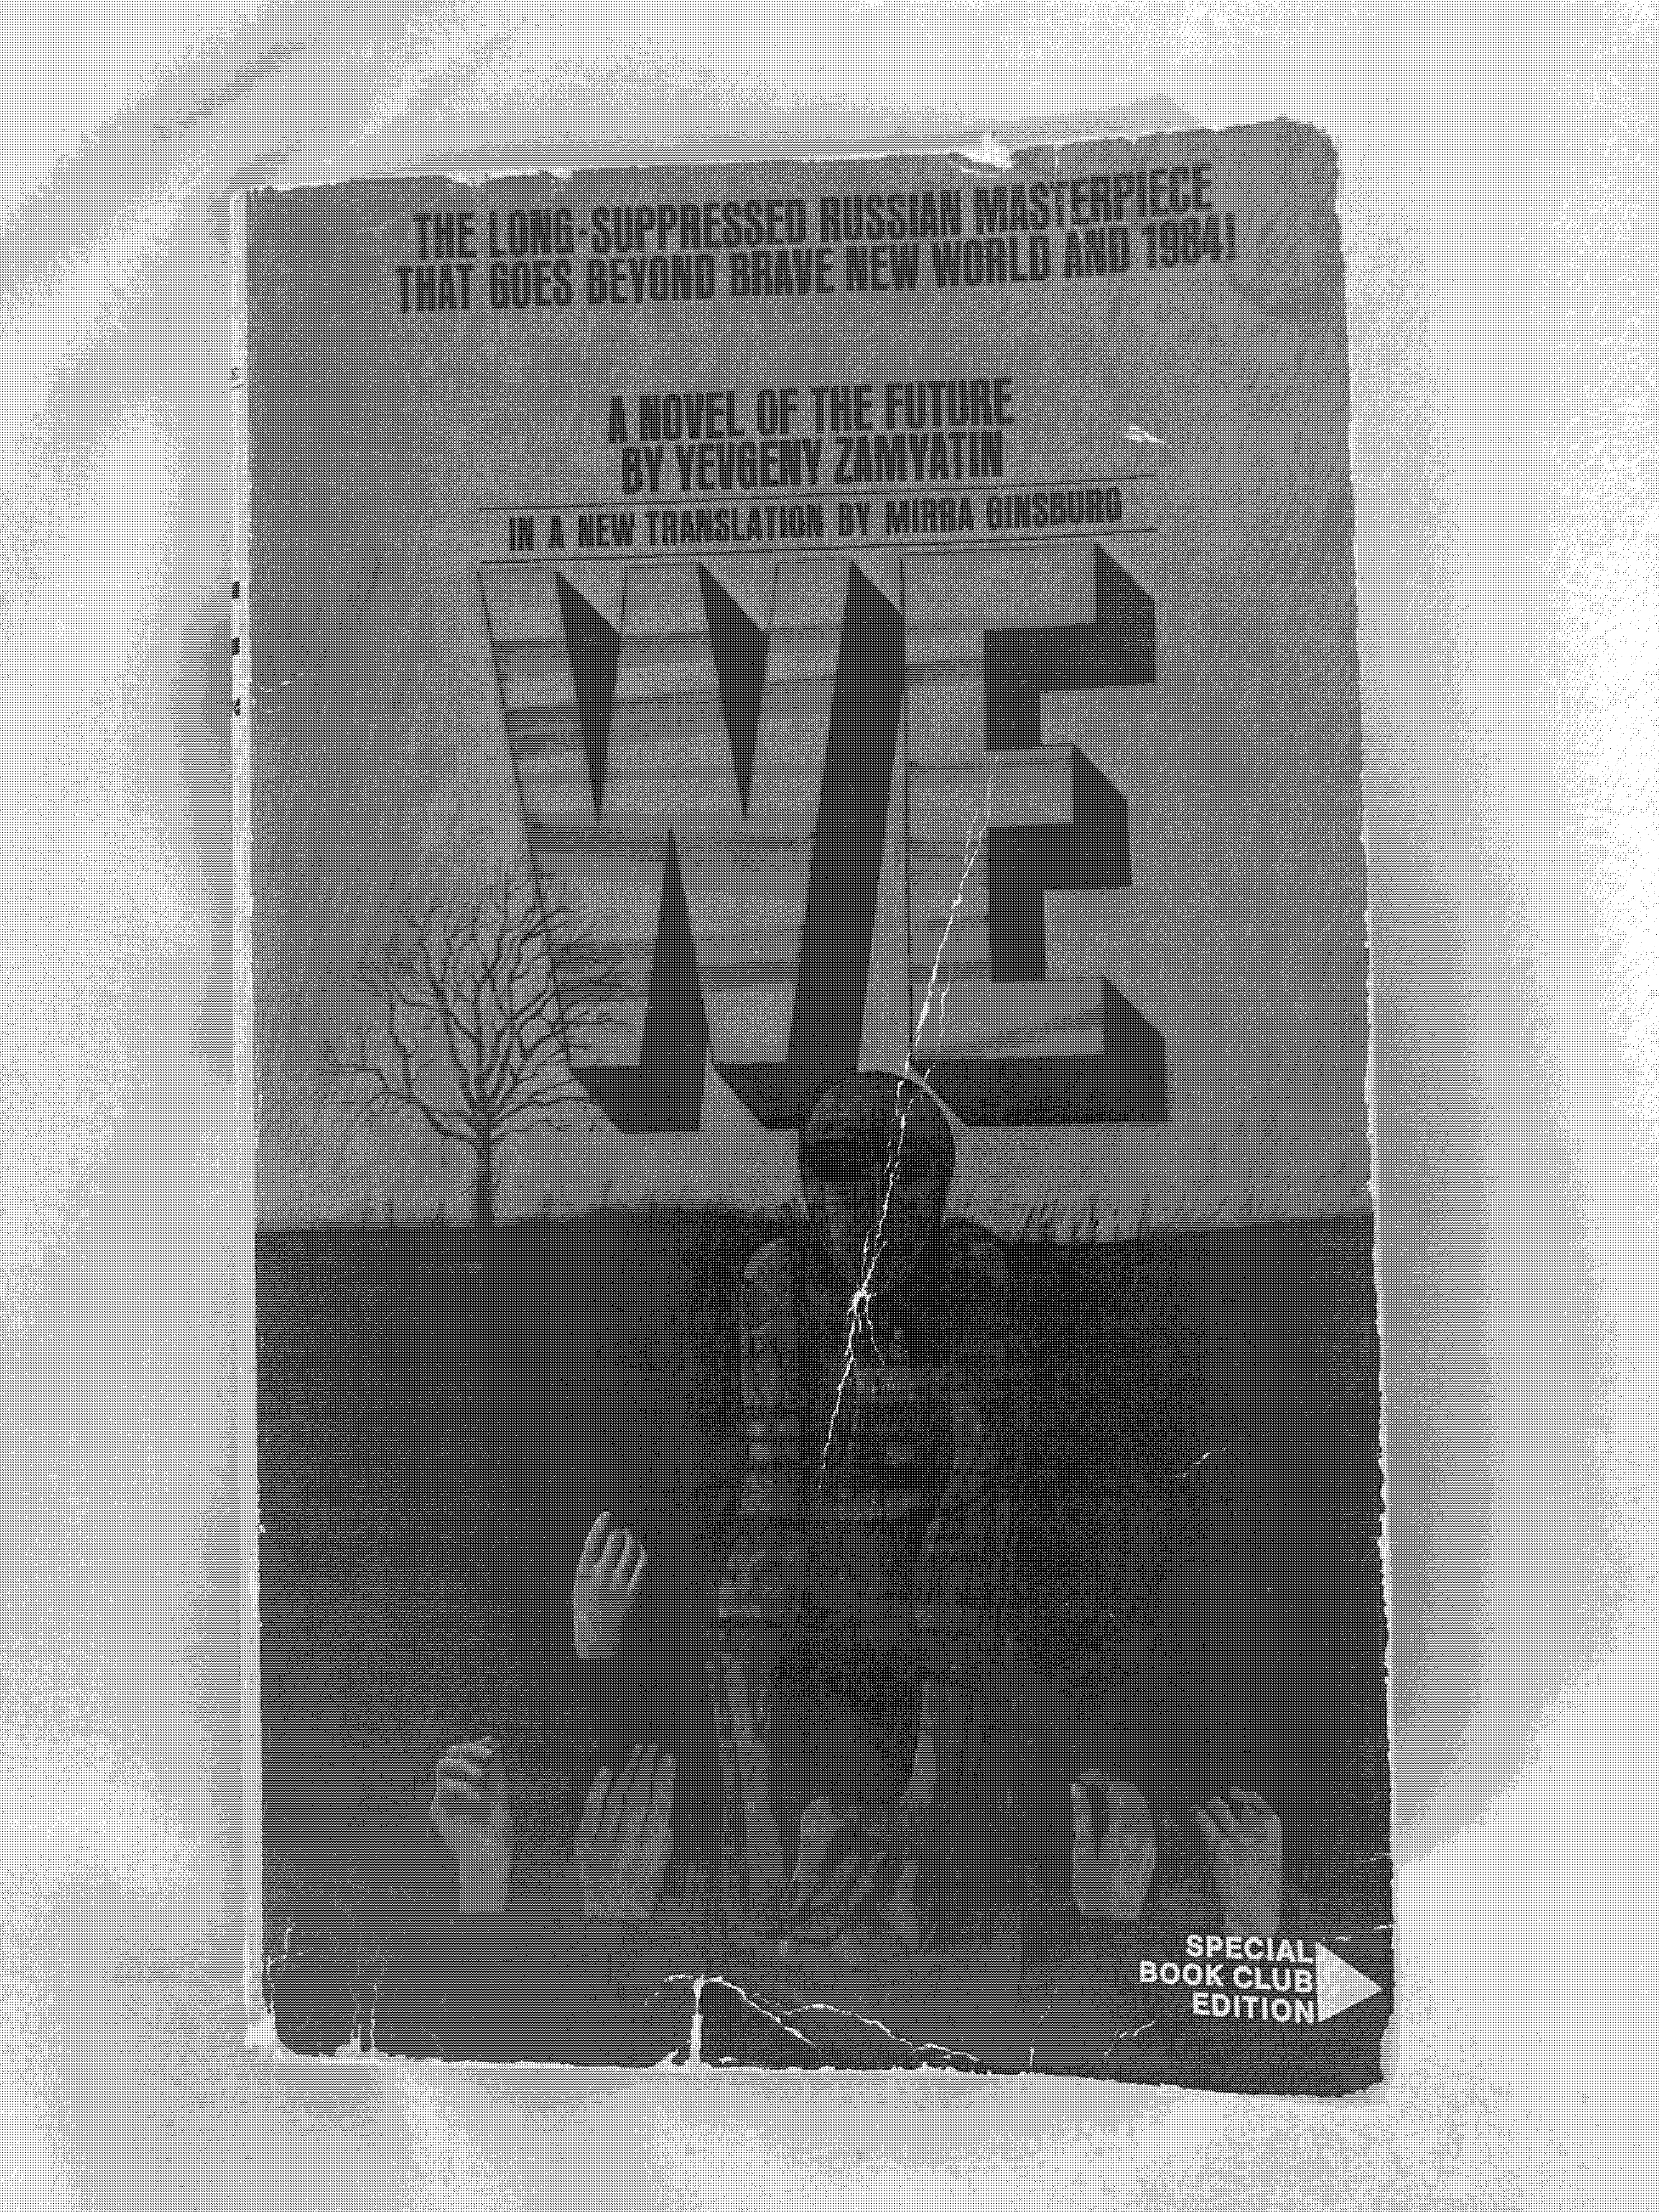 THE LONG-SUPPRESSED RUSSIAN MASTERPIECE
THAT GOES BEYOND BRAVE NEW WORLD AND 1984!
A NOVEL OF THE FUTURE
BY YEVGENY ZAMYATIN
IN A NEW TRANSLATION BY MIRRA GINSBURG
WE
SPECIAL
BOOK CLUB
EDITION